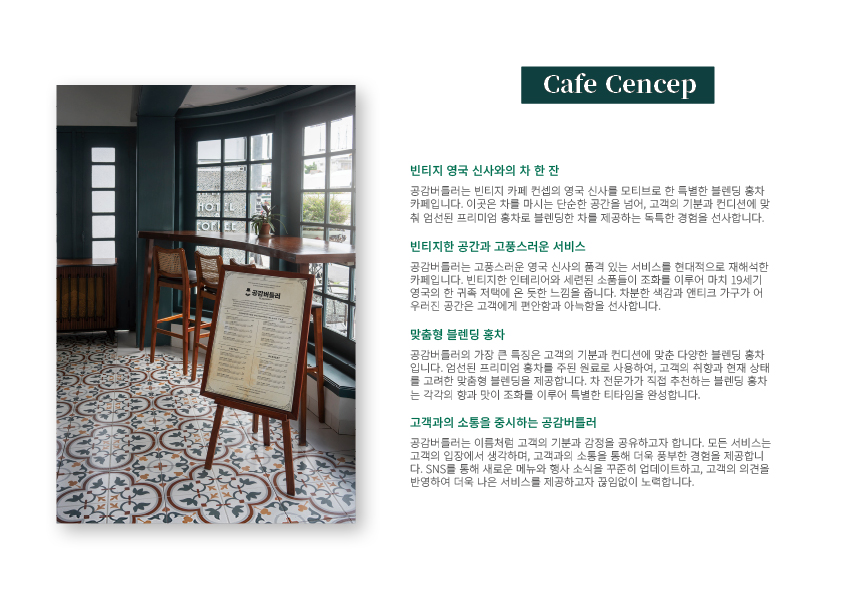 Cafe Cencep
빈티지 영국 신사와의 차 한 잔
공감버틀러는 빈티지 카페 컨셉의 영국 신사를 모티브로 한 특별한 블렌딩 홍차
카페입니다. 이곳은 차를 마시는 단순한 공간을 넘어, 고객의 기분과 컨디션에 맞
춰 엄선된 프리미엄 홍차로 블렌딩한 차를 제공하는 독특한 경험을 선사합니다.
빈티지한 공간과 고풍스러운 서비스
공감버틀러는 고풍스러운 영국 신사의 품격 있는 서비스를 현대적으로 재해석한
카페입니다. 빈티지한 인테리어와 세련된 소품들이 조화를 이루어 마치 19세기
영국의 한 귀족 저택에 온 듯한 느낌을 줍니다. 차분한 색감과 앤티크 가구가 어
우러진 공간은 고객에게 편안함과 아늑함을 선사합니다.
맞춤형 블렌딩 홍차
공감버틀러의 가장 큰 특징은 고객의 기분과 컨디션에 맞춘 다양한 블렌딩 홍차
입니다. 엄선된 프리미엄 홍차를 주된 원료로 사용하여, 고객의 취향과 현재 상태
를 고려한 맞춤형 블렌딩을 제공합니다. 차 전문가가 직접 추천하는 블렌딩 홍차
는 각각의 향과 맛이 조화를 이루어 특별한 티타임을 완성합니다.
고객과의 소통을 중시하는 공감버틀러
공감버틀러는 이름처럼 고객의 기분과 감정을 공유하고자 합니다. 모든 서비스는
고객의 입장에서 생각하며, 고객과의 소통을 통해 더욱 풍부한 경험을 제공합니
다. SNS를 통해 새로운 메뉴와 행사 소식을 꾸준히 업데이트하고, 고객의 의견을
반영하여 더욱 나은 서비스를 제공하고자 끊임없이 노력합니다.
HOTEL
COFFEE
공감버틀러